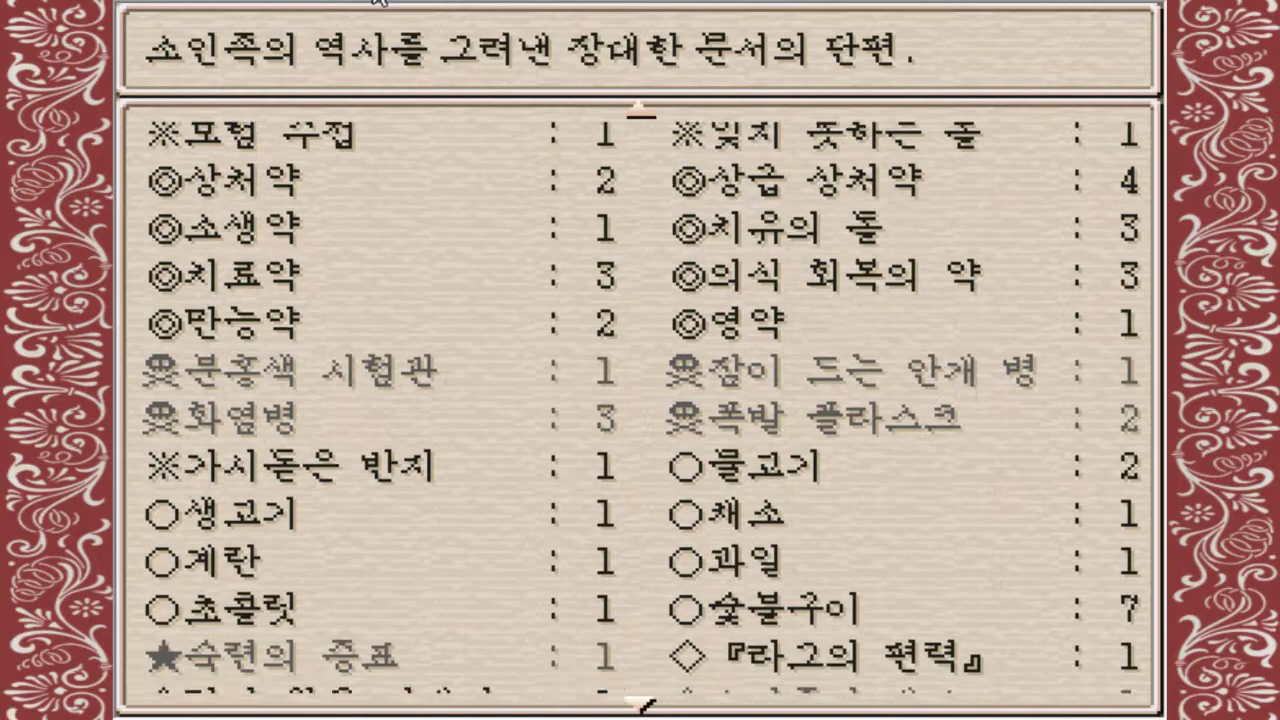 소인족의 역사를 그려낸 장대한 문서의 단편.
※모험 수첩 : 1 ※잊지 못하는 돌 : 1
◎상처약 : 2 ◎상급 상처약 : 4
◎소생약 : 1 ◎치유의 돌 : 3
◎치료약 : 3 ◎의식 회복의 약 : 3
◎만능약 : 2 ◎영약 : 1
☠분홍색 시험관 : 1 ☠잠이 드는 안개 병 : 1
☠화염병 : 3 ☠폭발 플라스크 : 2
※가시돋은 반지 : 1 ○물고기 : 2
○생고기 : 1 ○채소 : 1
○계란 : 1 ○과일 : 1
○초콜릿 : 1 ○숯불구이 : 7
★숙련의 증표 : 1 ◇『라그의 편력』 : 1